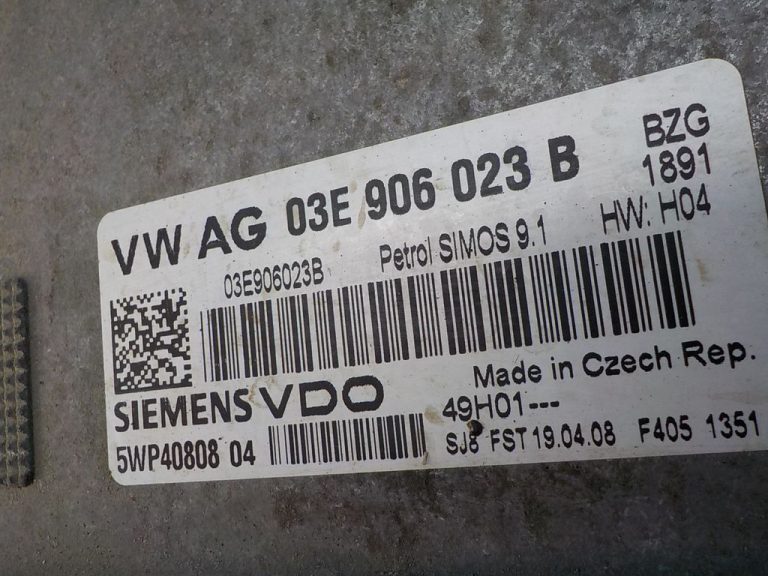 BZG
1891
VW AG 03E 906 023 B
HW: H04
03E906023B
Petrol SIMOS 9.1
Made in Czech Rep.
SIEMENS VDO
49H01---
5WP40808 04
SJ8 FST 19.04.08 F405 1351